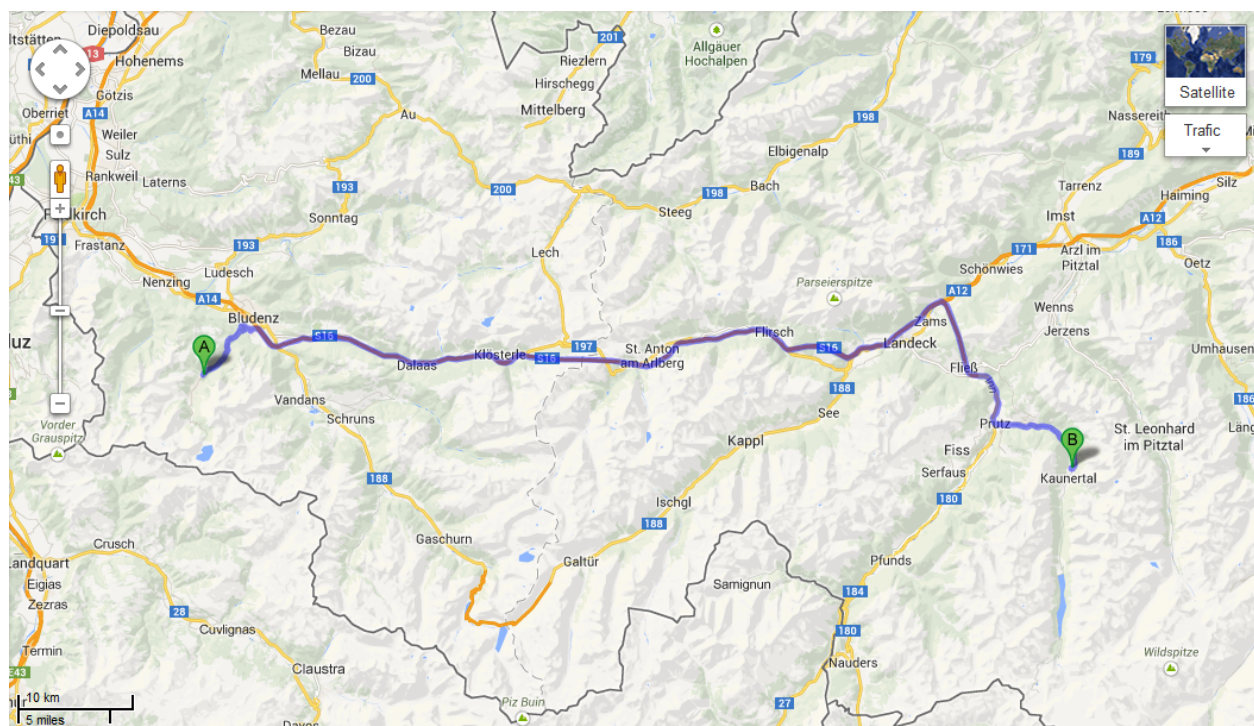 Diepoldsau
Bezau
201
Allgäuer
Hochalpen
13
Hohenems
Bizau
Riezlern
179
Mellau
200
Hirschegg
Götzis
Mittelberg
Satellite
Oberriet
A14
Au
198
Nassereith
Weiler
Sulz
Trafic
Rankweil
Laterns
Elbigenalp
189
193
Bach
Tarrenz
Silz
200
198
Haiming
Sonntag
Steeg
Imst
A12
Frastanz
193
Lech
171
Arzl im
Pitztal
186
Ludesch
Schönwies
Oetz
Nenzing
Parseierspitze
A12
A14
Wenns
Bludenz
Zams
Jerzens
S16
197
Flirsch
A
Klösterle
S16
St. Anton
am Arlberg
S16
Landeck
Umhausen
Dalaas
Fließ
188
186
Vandans
See
Schruns
Prutz
St. Leonhard
im Pitztal
Vorder
Grauspitz
Kappl
Fiss
B
Serfaus
Kaunertal
188
180
Ischgl
188
Gaschurn
Crusch
Galtür
Pfunds
Landquart
Eigias
Samignun
184
Zezras
28
Cuvlignas
180
Termin
Wildspitze
E43
Claustra
Nauders
10 km
Piz Buin
27
5 miles
Davos